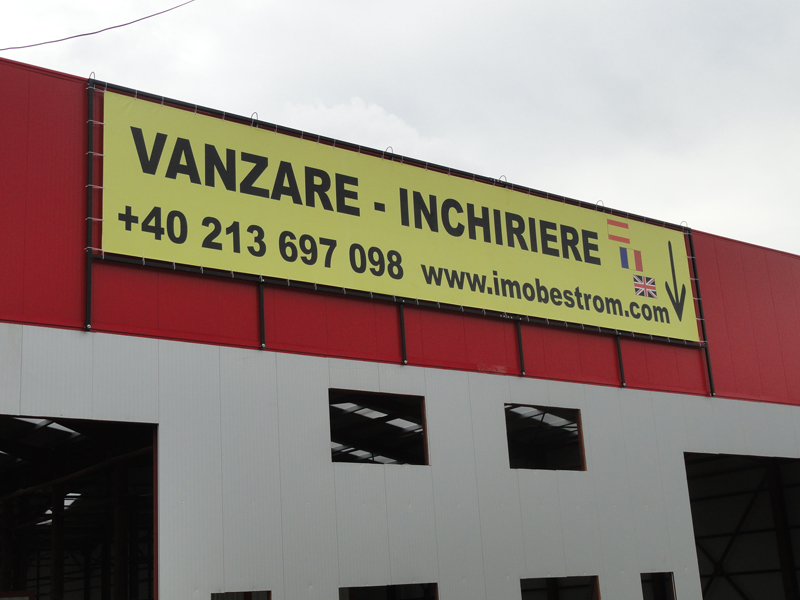 VANZARE - INCHIRIERE
+40 213 697 098 www.imobestrom.com